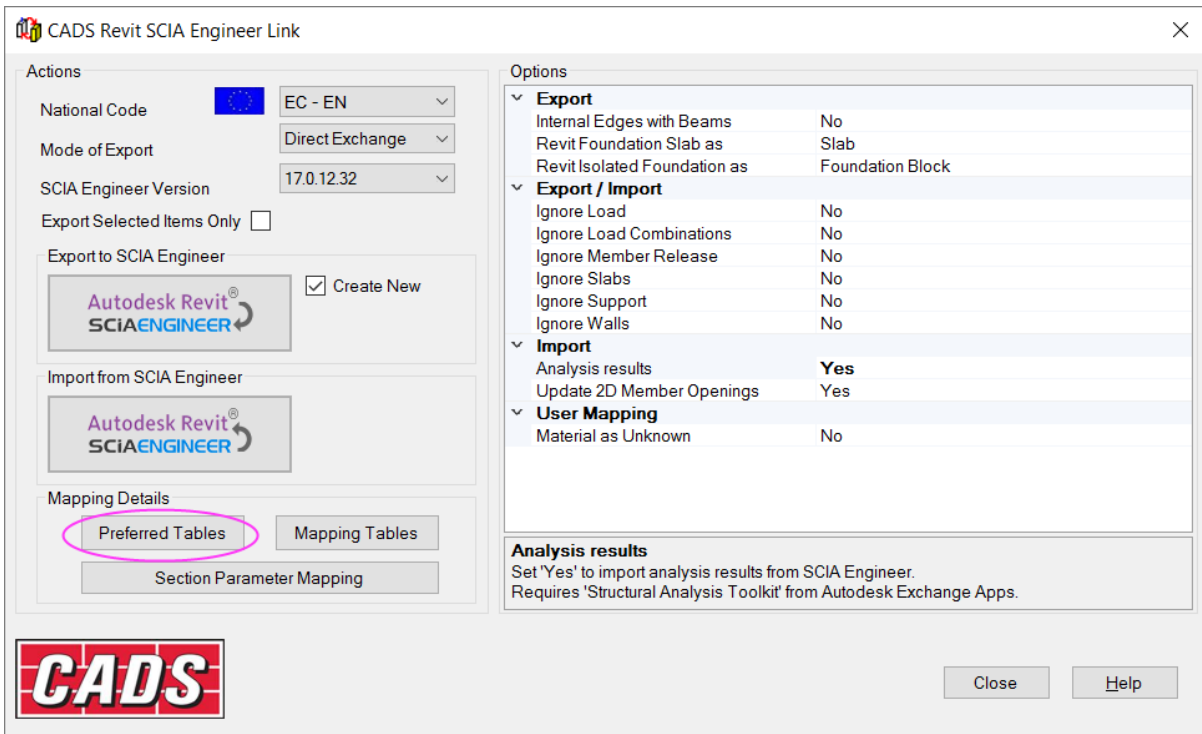 CADS Revit SCIA Engineer Link
Actions
National Code
EC - EN
Mode of Export
Direct Exchange
SCIA Engineer Version
17.0.12.32
Export Selected Items Only
Export to SCIA Engineer
Autodesk Revit®
SCiAENGINEER
Create New
Import from SCIA Engineer
Autodesk Revit®
SCiAENGINEER
Mapping Details
Preferred Tables
Mapping Tables
Section Parameter Mapping
CADS
Options
Export
Internal Edges with Beams No
Revit Foundation Slab as Slab
Revit Isolated Foundation as Foundation Block
Export / Import
Ignore Load No
Ignore Load Combinations No
Ignore Member Release No
Ignore Slabs No
Ignore Support No
Ignore Walls No
Import
Analysis results Yes
Update 2D Member Openings Yes
User Mapping
Material as Unknown No
Analysis results
Set 'Yes' to import analysis results from SCIA Engineer.
Requires 'Structural Analysis Toolkit' from Autodesk Exchange Apps.
Close
Help